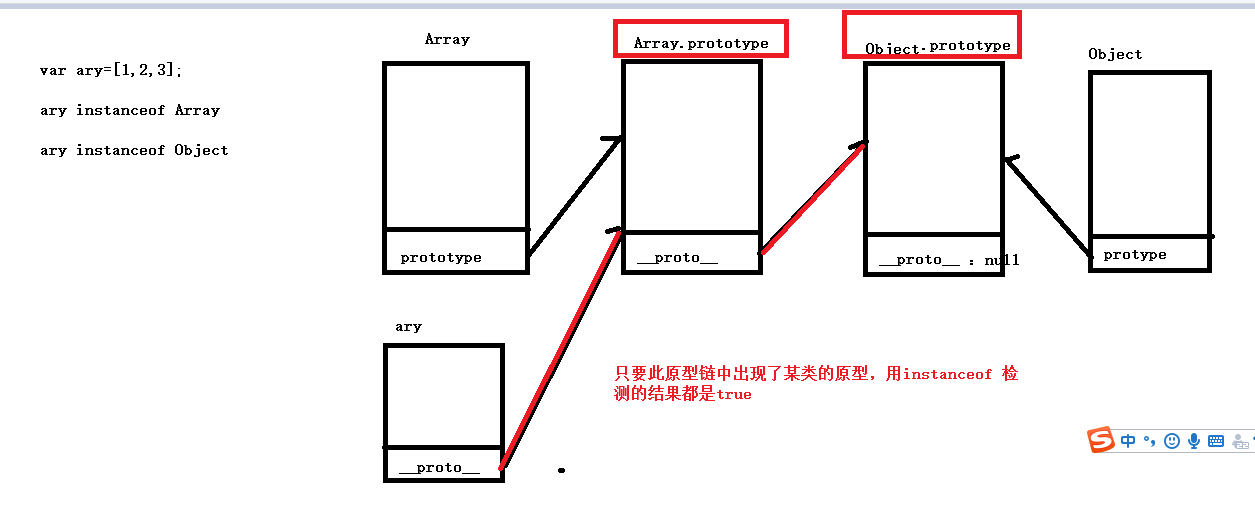 var ary=[1,2,3];
ary instanceof Array
ary instanceof Object
Array
Array.prototype
Object.prototype
Object
prototype
__proto__
__proto__ : null
protype
ary
__proto__
只要此原型链中出现了某类的原型，用instanceof 检
测的结果都是true
S 中